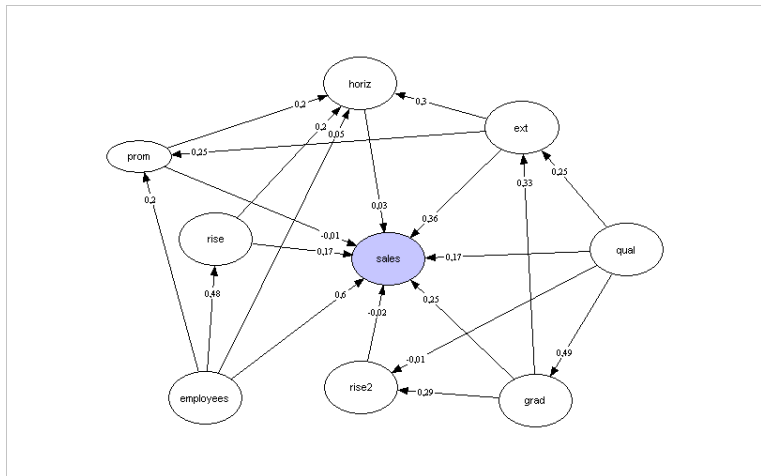 horiz
0,3
0,2
ext
0,2
0,05
prom
0,25
0,25
0,33
0,2
0,03
0,36
-0,01
rise
0,17
sales
0,17
qual
0,48
0,6
-0,02
0,25
0,49
-0,01
employees
rise2
0,29
grad